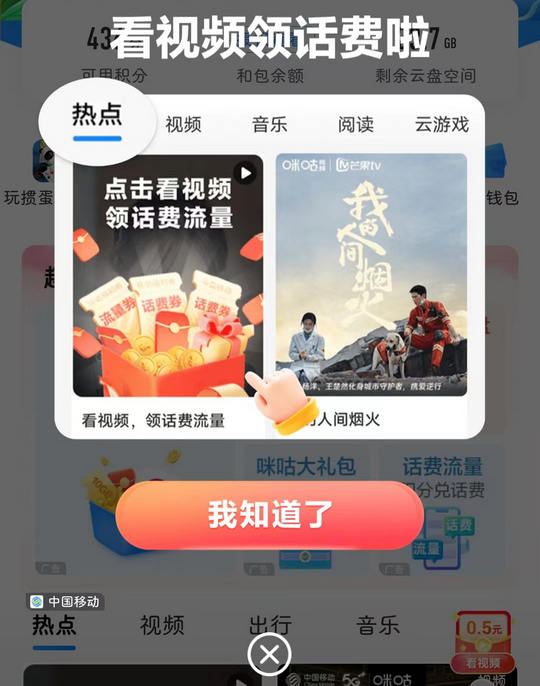 看视频领话费啦
GB
可用积分
和包余额
剩余云盘空间
热点
视频
音乐
阅读
云游戏
玩掼蛋
钱包
点击看视频
领话费流量
流量券
话费券
话费券
咪咕视频
芒果tv
我的人间烟火
杨洋、王楚然化身城市守护者，携爱逆行
看视频，领话费流量
人间烟火
咪咕大礼包
话费流量
积分兑话费
话费
流量
我知道了
广告
广告
广告
中国移动
热点
视频
出行
音乐
0.5元
看视频
中国移动
China Mobile
5G
咪咕
视频